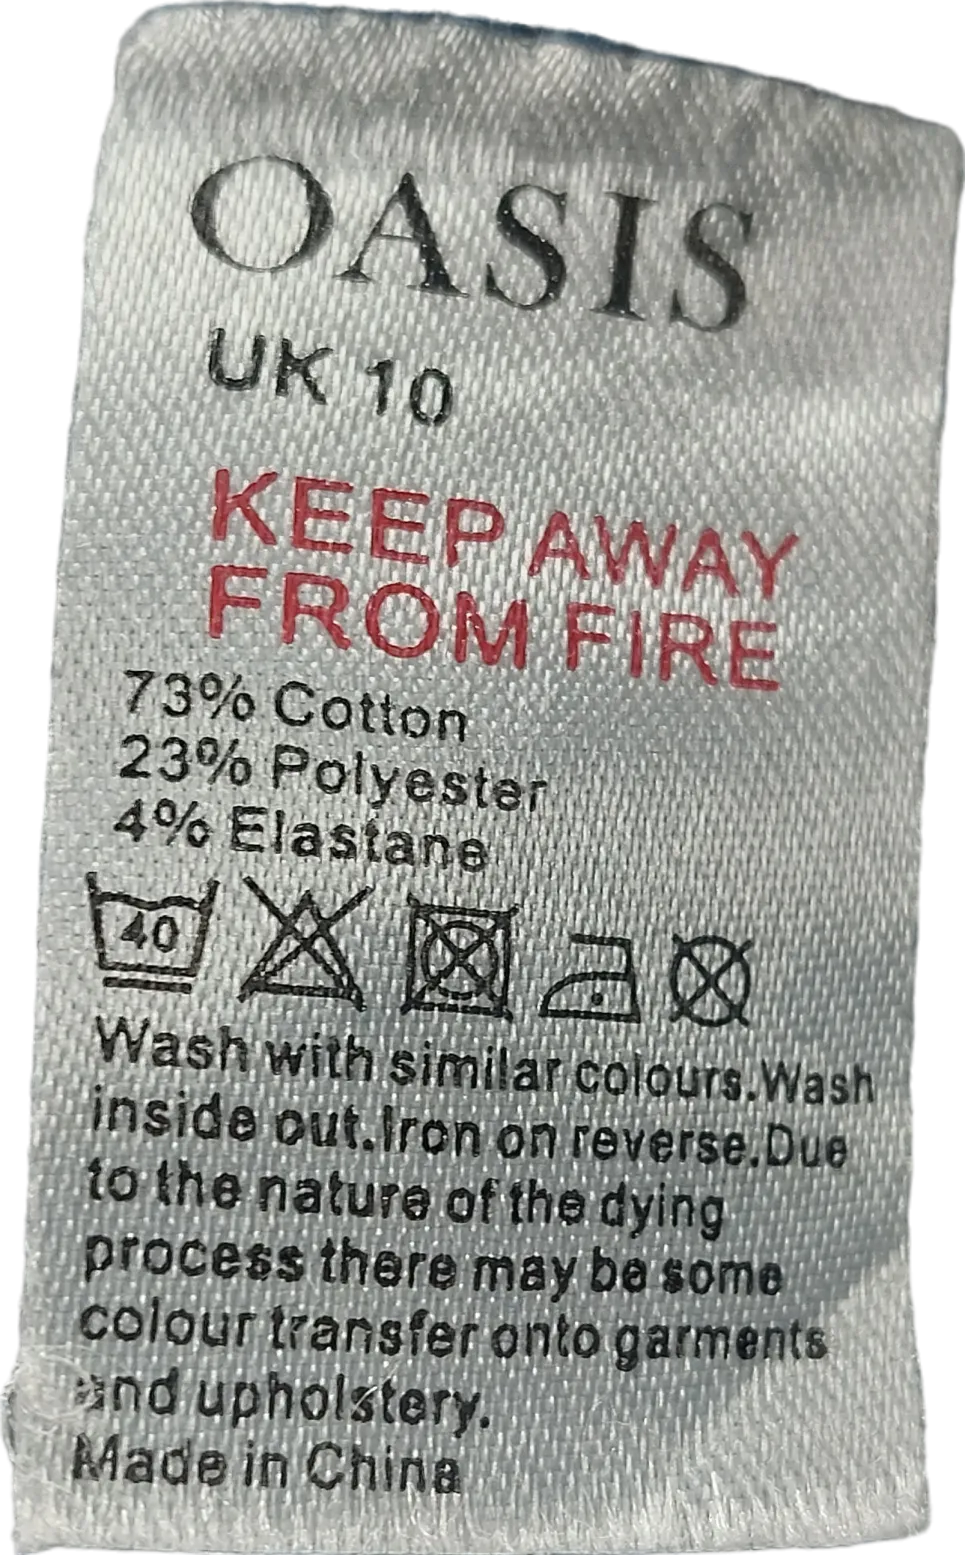 OASIS
UK 10
KEEP AWAY
FROM FIRE
73% Cotton
23% Polyester
4% Elastane
40
Wash with similar colours.Wash
inside out.Iron on reverse.Due
to the nature of the dying
process there may be some
colour transfer onto garments
and upholstery.
Made in China